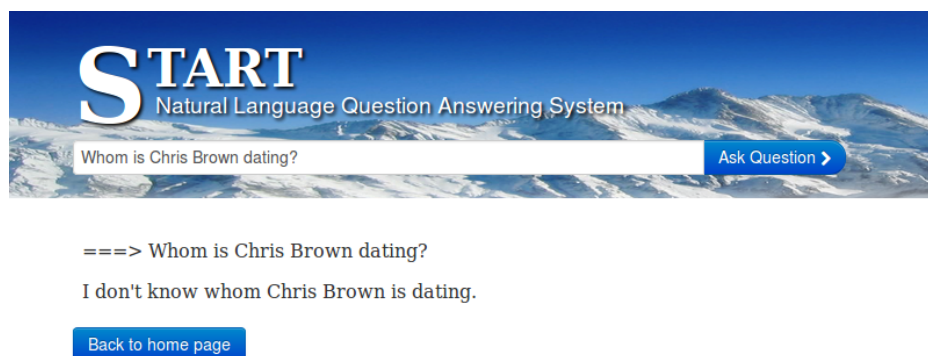 START
Natural Language Question Answering System
Whom is Chris Brown dating?
Ask Question
===> Whom is Chris Brown dating?
I don't know whom Chris Brown is dating.
Back to home page